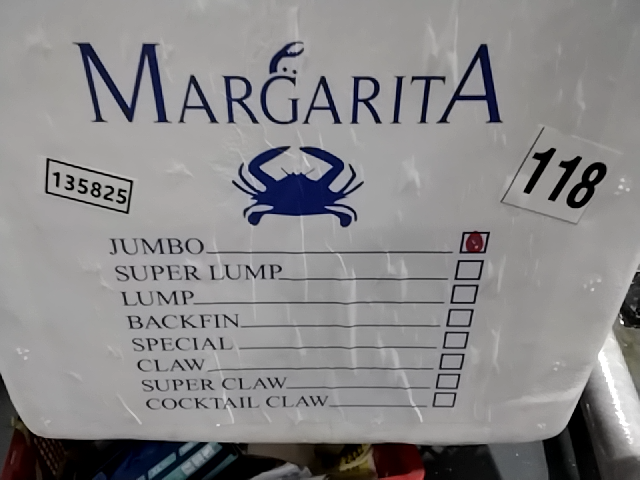 MARGARITA
135825
118
JUMBO
SUPER LUMP
LUMP
BACKFIN
SPECIAL
CLAW
SUPER CLAW
COCKTAIL CLAW